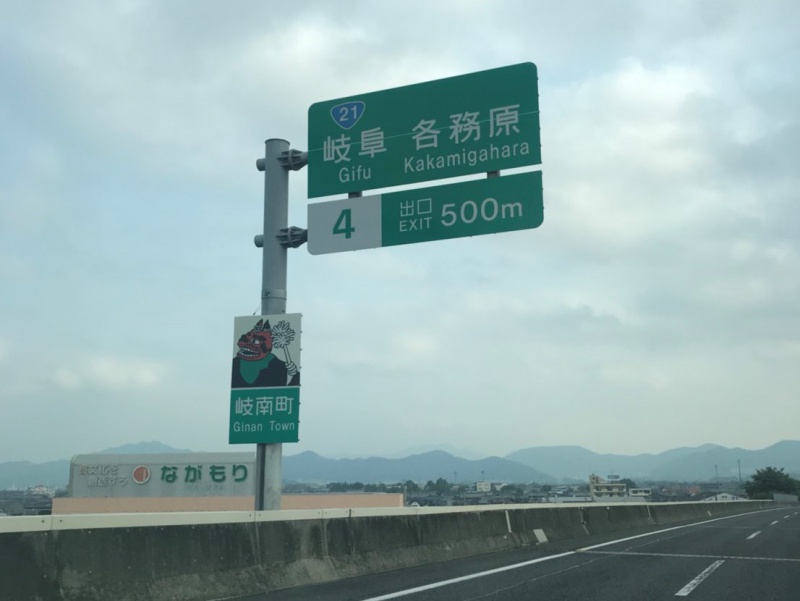 21
岐阜 各務原
Gifu Kakamigahara
4
出口
EXIT
500m
岐南町
Ginan Town
ながもり